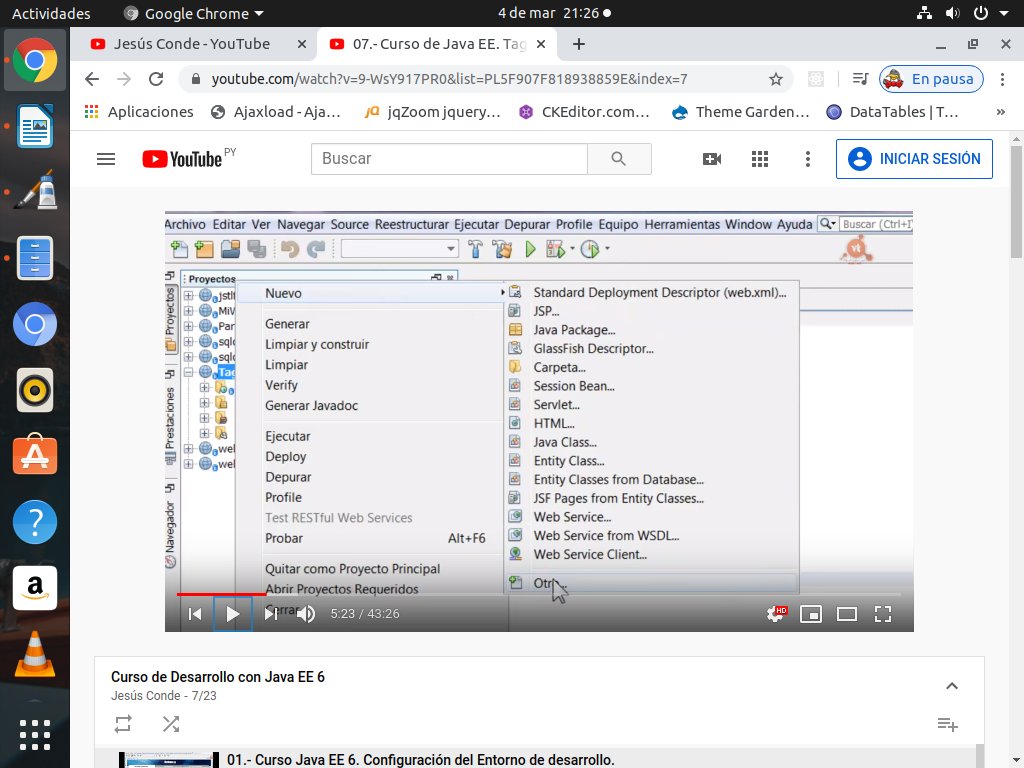 Actividades Google Chrome 4 de mar 21:26
Jesús Conde - YouTube 07.- Curso de Java EE. Tag
youtube.com/watch?v=9-WsY917PR0&list=PL5F907F818938859E&index=7 En pausa
Aplicaciones Ajaxload - Aja... jqZoom jquery... CKEditor.com... Theme Garden... DataTables | T... »
YouTube PY Buscar INICIAR SESIÓN
Archivo Editar Ver Navegar Source Reestructurar Ejecutar Depurar Profile Equipo Herramientas Window Ayuda Buscar (Ctrl+I)
Proyectos
Proyectos
Prestaciones
Navegador
jstlf
MiW
Par
sqlc
sqlc
Tag
wel
wel
Nuevo
Generar
Limpiar y construir
Limpiar
Verify
Generar Javadoc
Ejecutar
Deploy
Depurar
Profile
Test RESTful Web Services
Probar Alt+F6
Quitar como Proyecto Principal
Abrir Proyectos Requeridos
Cerrar
Standard Deployment Descriptor (web.xml)...
JSP...
Java Package...
GlassFish Descriptor...
Carpeta...
Session Bean...
Servlet...
HTML...
Java Class...
Entity Class...
Entity Classes from Database...
JSF Pages from Entity Classes...
Web Service...
Web Service from WSDL...
Web Service Client...
Otro...
5:23 / 43:26 HD
Curso de Desarrollo con Java EE 6
Jesús Conde - 7/23
01.- Curso Java EE 6. Configuración del Entorno de desarrollo.